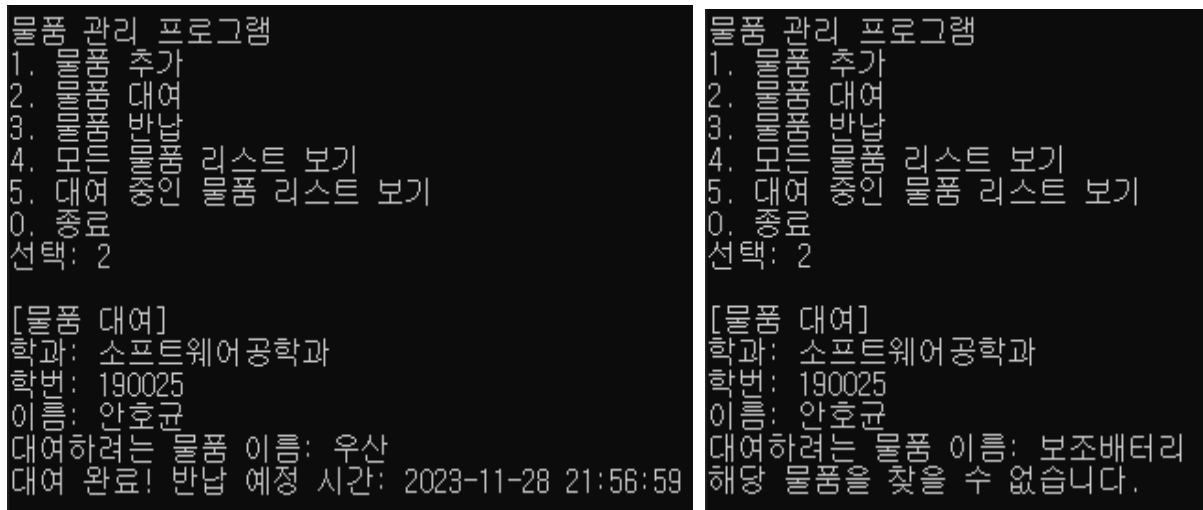 물품 관리 프로그램
1. 물품 추가
2. 물품 대여
3. 물품 반납
4. 모든 물품 리스트 보기
5. 대여 중인 물품 리스트 보기
0. 종료
선택: 2
[물품 대여]
학과: 소프트웨어공학과
학번: 190025
이름: 안호균
대여하려는 물품 이름: 우산
대여 완료! 반납 예정 시간: 2023-11-28 21:56:59
물품 관리 프로그램
1. 물품 추가
2. 물품 대여
3. 물품 반납
4. 모든 물품 리스트 보기
5. 대여 중인 물품 리스트 보기
0. 종료
선택: 2
[물품 대여]
학과: 소프트웨어공학과
학번: 190025
이름: 안호균
대여하려는 물품 이름: 보조배터리
해당 물품을 찾을 수 없습니다.